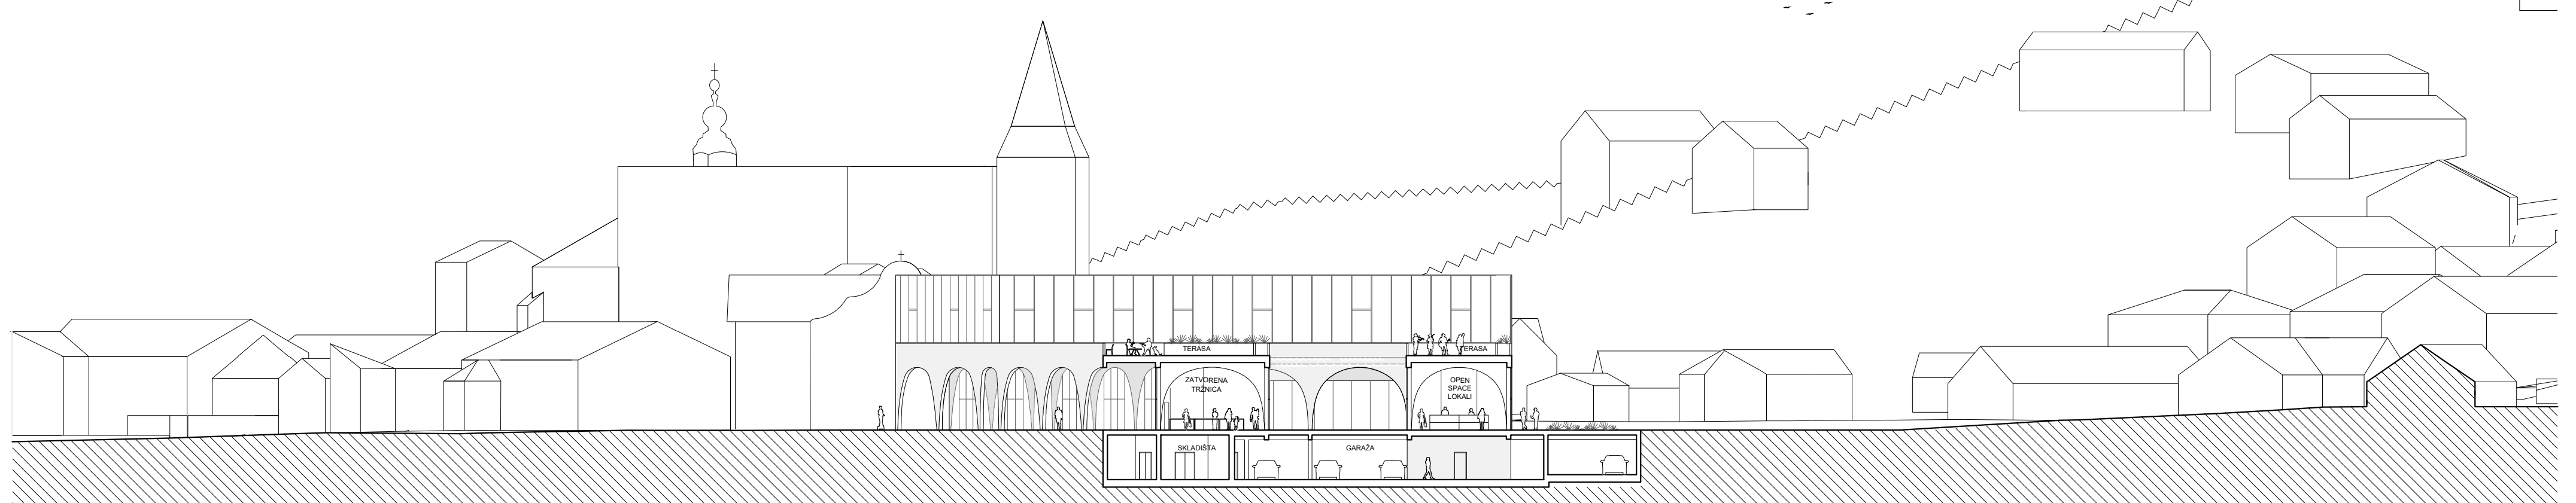 TERASA
TERASA
ZATVORENA
TRŽNICA
OPEN
SPACE
LOKALI
SKLADIŠTA
GARAŽA